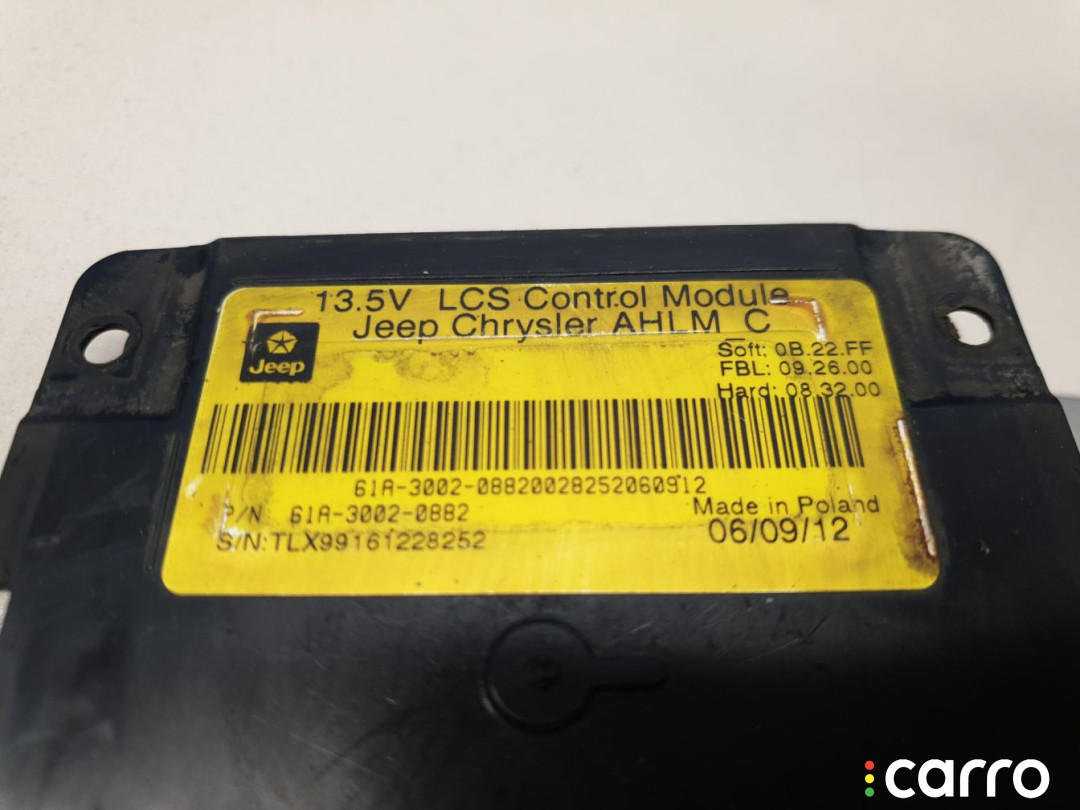 13.5V LCS Control Module
Jeep Chrysler AHLM_C
Jeep
Soft: 0B.22.FF
FBL: 09.26.00
Hard: 08.32.00
61A-3002-08820028252060912
P/N 61A-3002-0882
Made in Poland
S/N:TLX99161228252
06/09/12
carro